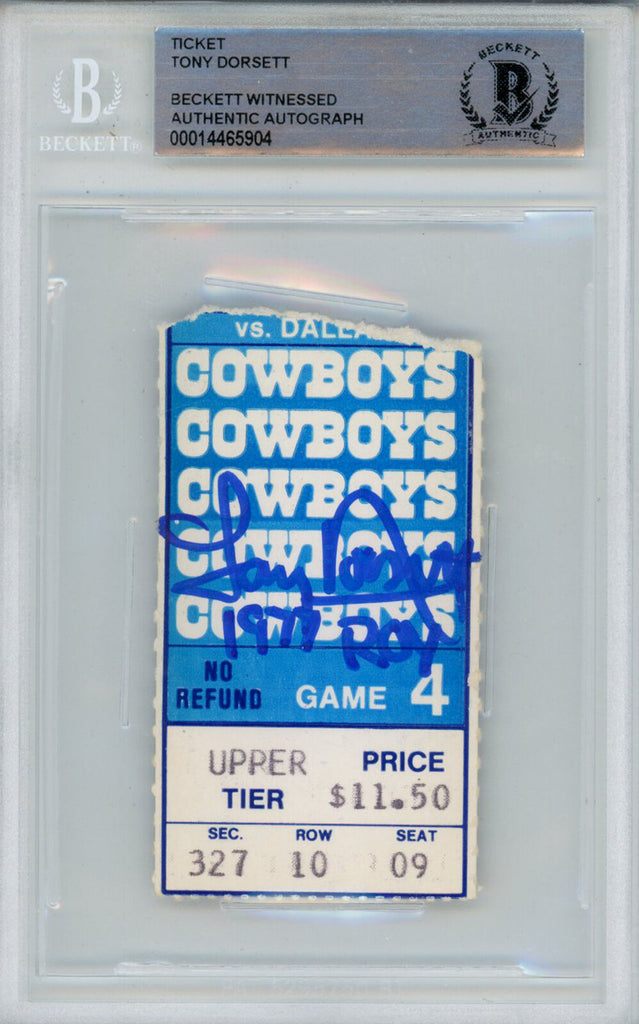 TICKET
TONY DORSETT
BECKETT WITNESSED
AUTHENTIC AUTOGRAPH
00014465904
BECKETT
B
AUTHENTIC
B
BECKETT®
VS. DALLA
COWBOYS
COWBOYS
COWBOYS
COWBOYS
COWBOYS
Tony Dorsett
1977 ROY
NO
REFUND
GAME 4
UPPER
TIER
PRICE
$11.50
SEC. ROW SEAT
327 10 09